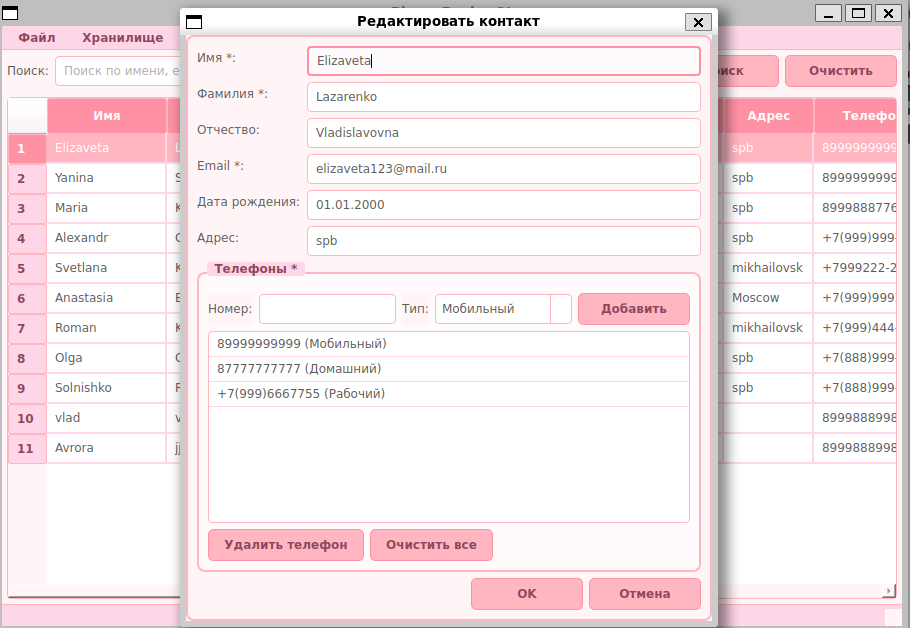 Редактировать контакт
Файл Хранилище
Поиск: Поиск по имени, е
иск Очистить
Имя Адрес Телефо
1 Elizaveta spb 8999999999
2 Yanina spb 8999999999
3 Maria spb 8999888776
4 Alexandr spb +7(999)999-
5 Svetlana mikhailovsk +7999222-2
6 Anastasia Moscow +7(999)999
7 Roman mikhailovsk +7(999)444-
8 Olga spb +7(888)999-
9 Solnishko spb +7(888)999-
10 vlad 8999888998
11 Avrora jj 8999888998
Имя *: Elizaveta
Фамилия *: Lazarenko
Отчество: Vladislavovna
Email *: elizaveta123@mail.ru
Дата рождения: 01.01.2000
Адрес: spb
Телефоны *
Номер: Тип: Мобильный Добавить
89999999999 (Мобильный)
87777777777 (Домашний)
+7(999)6667755 (Рабочий)
Удалить телефон Очистить все
OK Отмена